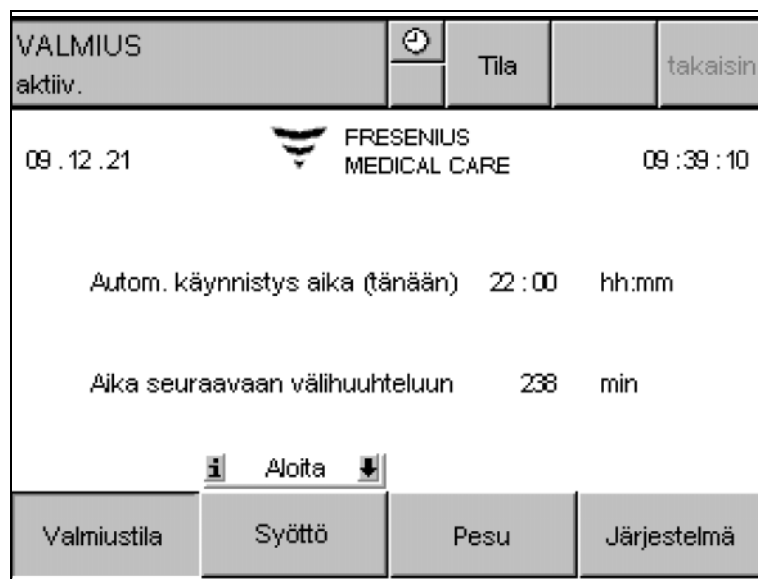 VALMIUS
aktiiv.
Tila
takaisin
09.12.21
FRESENIUS
MEDICAL CARE
09:39:10
Autom. käynnistys aika (tänään) 22:00 hh:mm
Aika seuraavaan välihuuhteluun 238 min
i Aloita
Valmiustila Syöttö Pesu Järjestelmä